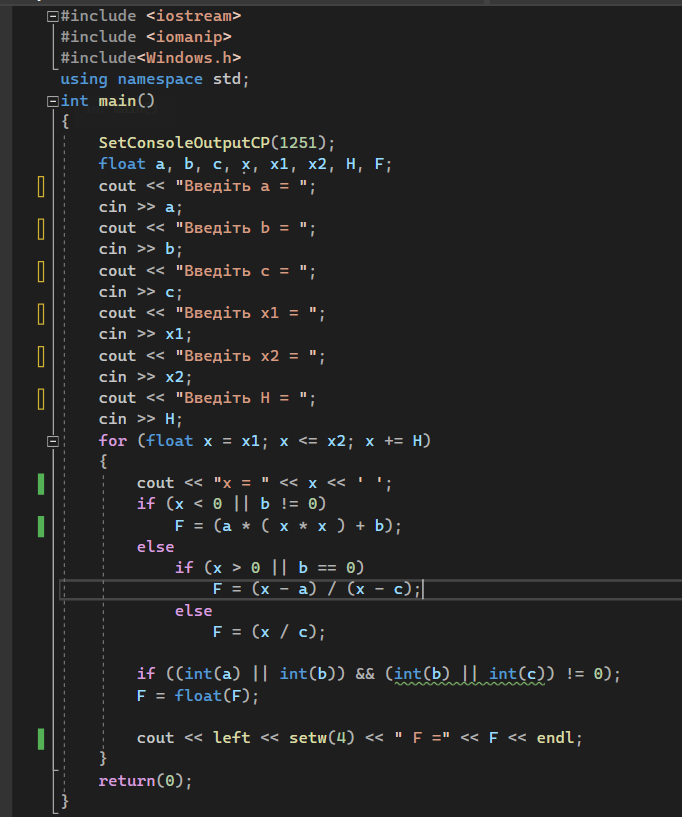 #include <iostream>
#include <iomanip>
#include<Windows.h>
using namespace std;
int main()
{
SetConsoleOutputCP(1251);
float a, b, c, x, x1, x2, H, F;
cout << "Введіть a = ";
cin >> a;
cout << "Введіть b = ";
cin >> b;
cout << "Введіть c = ";
cin >> c;
cout << "Введіть x1 = ";
cin >> x1;
cout << "Введіть x2 = ";
cin >> x2;
cout << "Введіть H = ";
cin >> H;
for (float x = x1; x <= x2; x += H)
{
cout << "x = " << x << ' ';
if (x < 0 || b != 0)
F = (a * ( x * x ) + b);
else
if (x > 0 || b == 0)
F = (x - a) / (x - c);
else
F = (x / c);
if ((int(a) || int(b)) && (int(b) || int(c)) != 0);
F = float(F);
cout << left << setw(4) << " F =" << F << endl;
}
return(0);
}